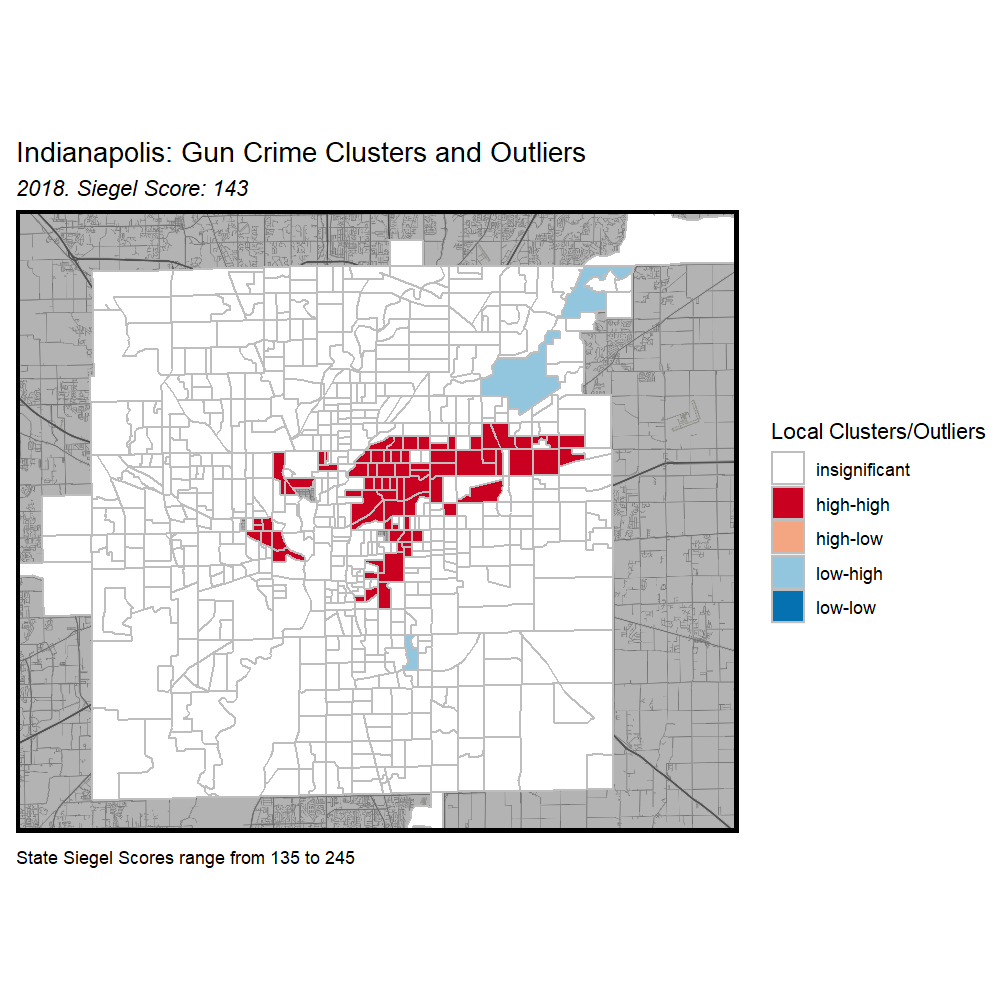 Indianapolis: Gun Crime Clusters and Outliers
2018. Siegel Score: 143
Local Clusters/Outliers
insignificant
high-high
high-low
low-high
low-low
State Siegel Scores range from 135 to 245